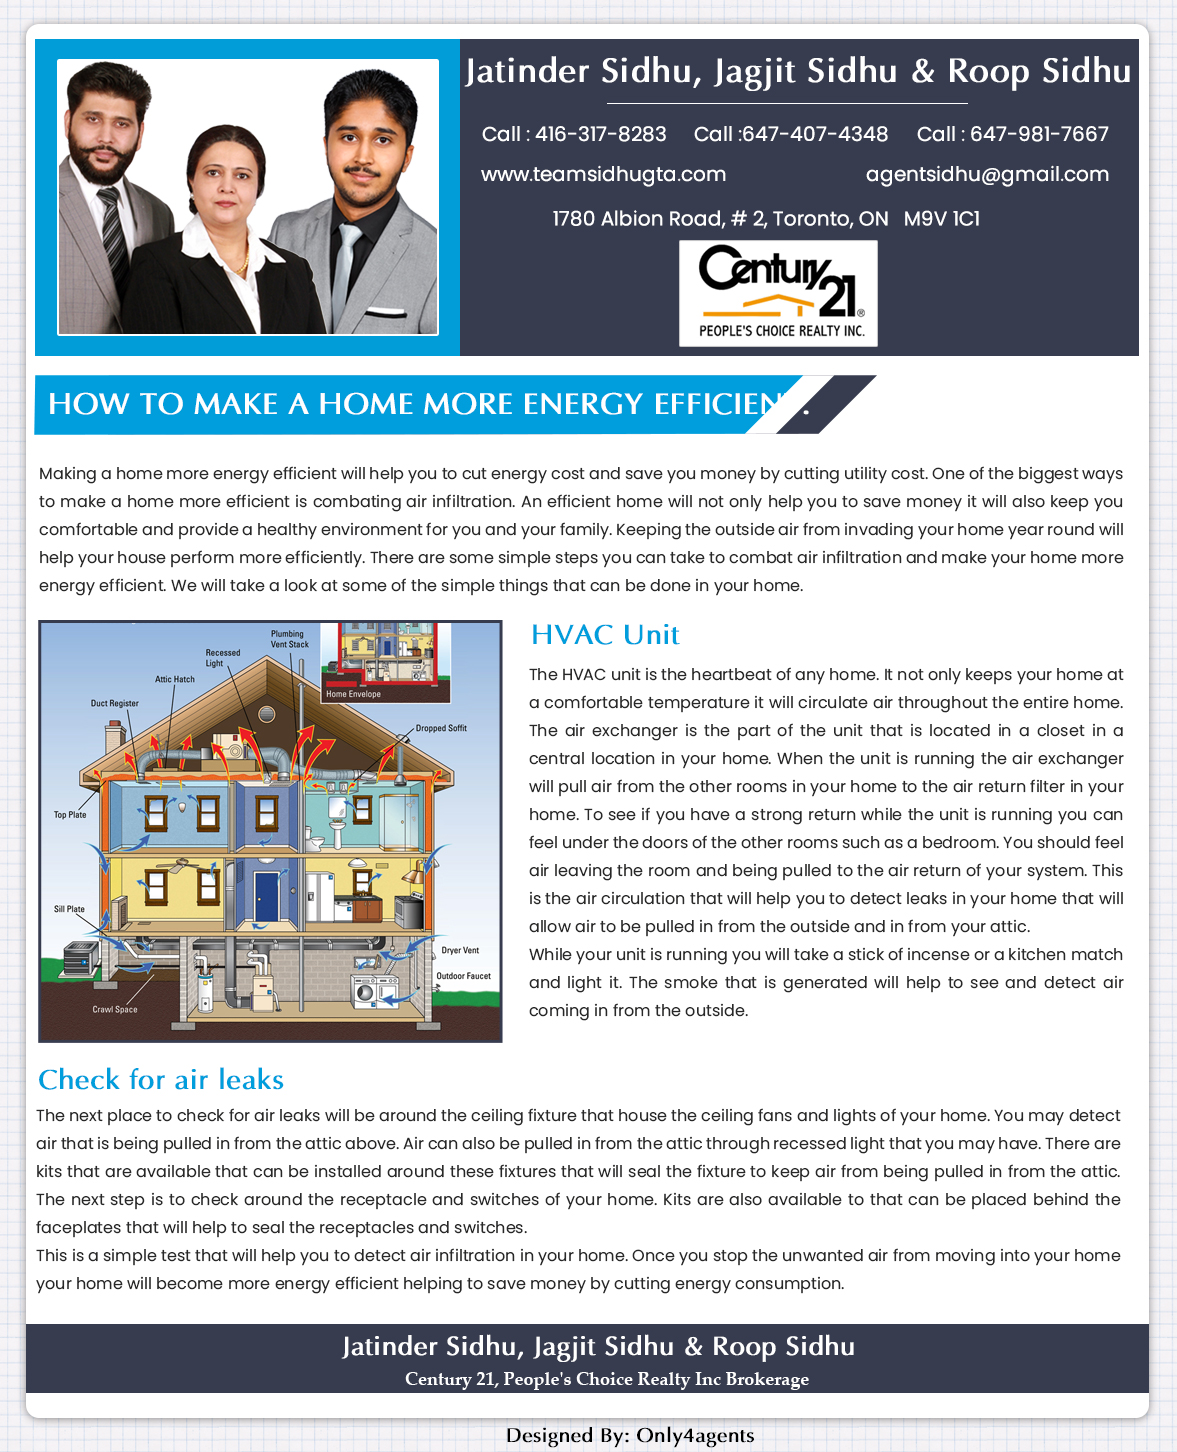 Jatinder Sidhu, Jagjit Sidhu & Roop Sidhu
Call : 416-317-8283 Call :647-407-4348 Call : 647-981-7667
www.teamsidhugta.com agentsidhu@gmail.com
1780 Albion Road, # 2, Toronto, ON M9V 1C1
Century 21®
PEOPLE'S CHOICE REALTY INC.
HOW TO MAKE A HOME MORE ENERGY EFFICIENT.
Making a home more energy efficient will help you to cut energy cost and save you money by cutting utility cost. One of the biggest ways
to make a home more efficient is combating air infiltration. An efficient home will not only help you to save money it will also keep you
comfortable and provide a healthy environment for you and your family. Keeping the outside air from invading your home year round will
help your house perform more efficiently. There are some simple steps you can take to combat air infiltration and make your home more
energy efficient. We will take a look at some of the simple things that can be done in your home.
Plumbing
Vent Stack
Recessed
Light
Attic Hatch
Duct Register
Home Envelope
Dropped Soffit
Top Plate
Sill Plate
Dryer Vent
Outdoor Faucet
Crawl Space
HVAC Unit
The HVAC unit is the heartbeat of any home. It not only keeps your home at
a comfortable temperature it will circulate air throughout the entire home.
The air exchanger is the part of the unit that is located in a closet in a
central location in your home. When the unit is running the air exchanger
will pull air from the other rooms in your home to the air return filter in your
home. To see if you have a strong return while the unit is running you can
feel under the doors of the other rooms such as a bedroom. You should feel
air leaving the room and being pulled to the air return of your system. This
is the air circulation that will help you to detect leaks in your home that will
allow air to be pulled in from the outside and in from your attic.
While your unit is running you will take a stick of incense or a kitchen match
and light it. The smoke that is generated will help to see and detect air
coming in from the outside.
Check for air leaks
The next place to check for air leaks will be around the ceiling fixture that house the ceiling fans and lights of your home. You may detect
air that is being pulled in from the attic above. Air can also be pulled in from the attic through recessed light that you may have. There are
kits that are available that can be installed around these fixtures that will seal the fixture to keep air from being pulled in from the attic.
The next step is to check around the receptacle and switches of your home. Kits are also available to that can be placed behind the
faceplates that will help to seal the receptacles and switches.
This is a simple test that will help you to detect air infiltration in your home. Once you stop the unwanted air from moving into your home
your home will become more energy efficient helping to save money by cutting energy consumption.
Jatinder Sidhu, Jagjit Sidhu & Roop Sidhu
Century 21, People's Choice Realty Inc Brokerage
Designed By: Only4agents